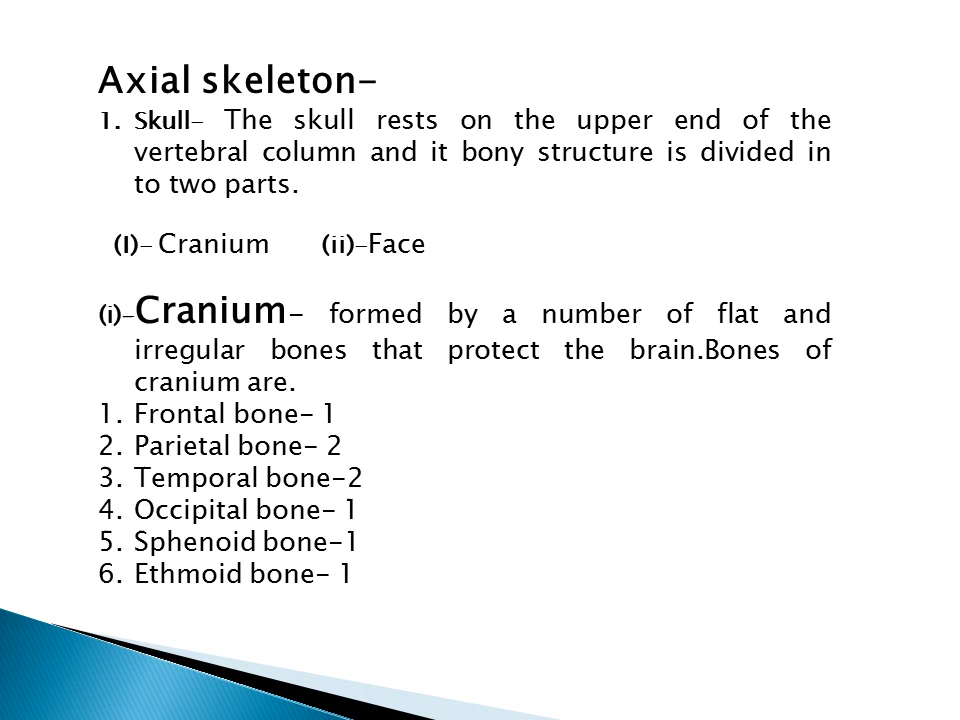 Axial skeleton-
1. Skull- The skull rests on the upper end of the
vertebral column and it bony structure is divided in
to two parts.
(I)- Cranium (ii)-Face
(i)-Cranium- formed by a number of flat and
irregular bones that protect the brain.Bones of
cranium are.
1. Frontal bone- 1
2. Parietal bone- 2
3. Temporal bone-2
4. Occipital bone- 1
5. Sphenoid bone-1
6. Ethmoid bone- 1